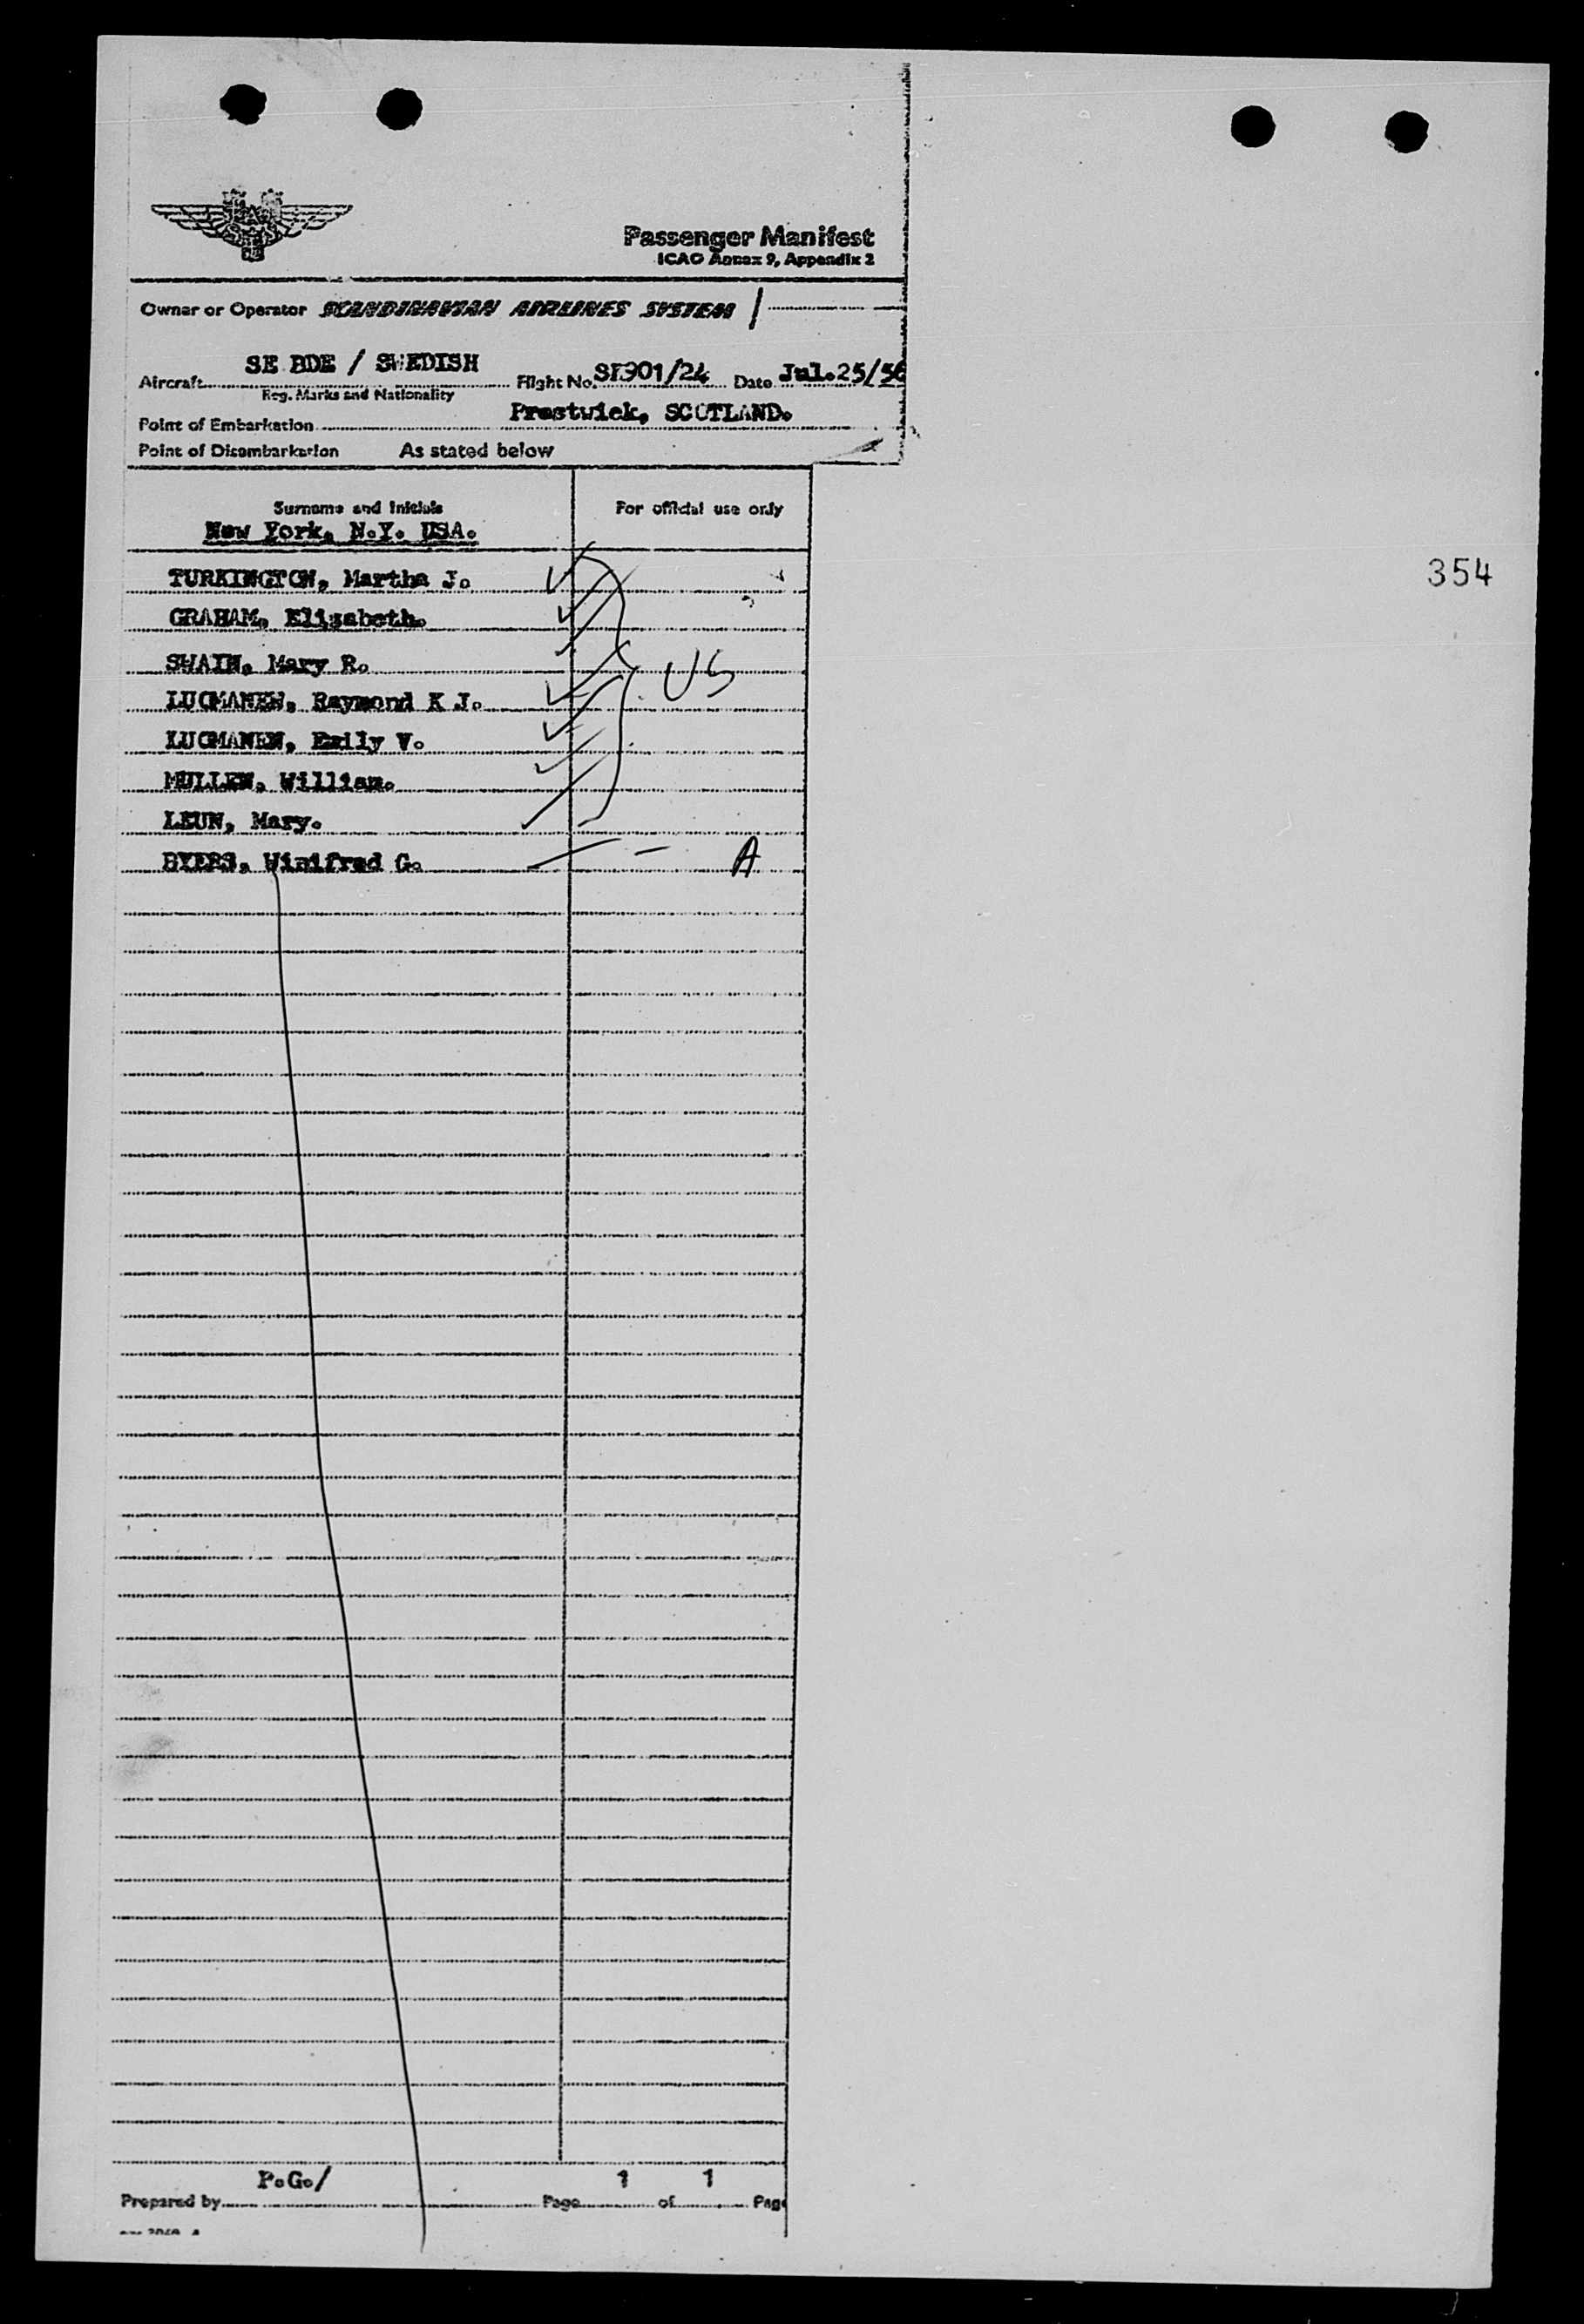 Passenger Manifest
ICAO Annex 9, Appendix 2
Owner or Operator SCANDINAVIAN AIRLINES SYSTEM /
Aircraft SE BDE / SWEDISH Flight No. SK901/24 Date Jul.25/56
Reg. Marks and Nationality
Point of Embarkation Prestwick, SCOTLAND.
Point of Disembarkation As stated below
Surname and Initials For official use only
New York, N.Y. USA.
TURKINGTON, Martha J.
354
GRAHAM, Elizabeth.
SWAIN, Mary R.
US
LUOMANEN, Raymond K J.
LUOMANEN, Emily V.
MULLEN, William.
LEUN, Mary.
BYERS, Winifred G. A
P.G./ 1 1
Prepared by Page of Page